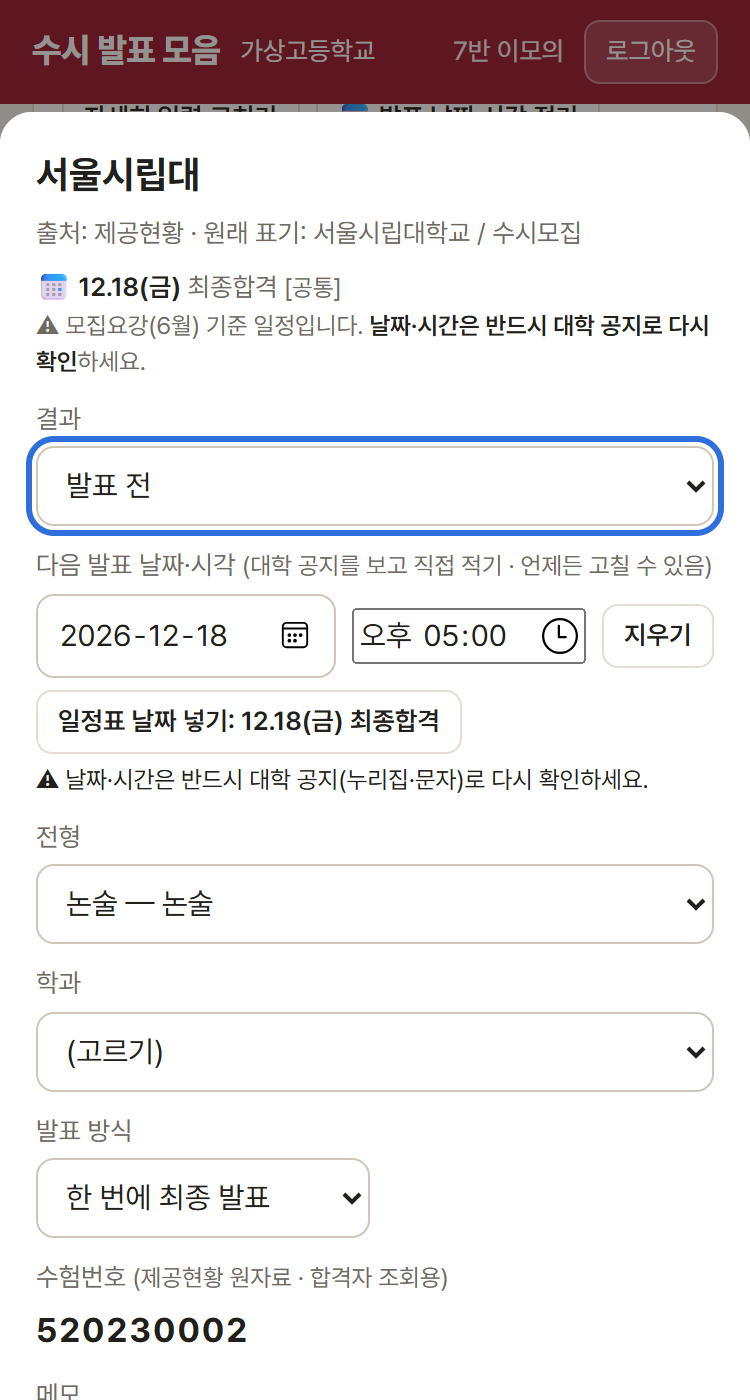 수시 발표 모음 가상고등학교 7반 이모의 로그아웃
서울시립대
출처: 제공현황 · 원래 표기: 서울시립대학교 / 수시모집
12.18(금) 최종합격 [공통]
⚠ 모집요강(6월) 기준 일정입니다. 날짜·시간은 반드시 대학 공지로 다시
확인하세요.
결과
발표 전
다음 발표 날짜·시각 (대학 공지를 보고 직접 적기 · 언제든 고칠 수 있음)
2026-12-18 오후 05:00 지우기
일정표 날짜 넣기: 12.18(금) 최종합격
⚠ 날짜·시간은 반드시 대학 공지(누리집·문자)로 다시 확인하세요.
전형
논술 — 논술
학과
(고르기)
발표 방식
한 번에 최종 발표
수험번호 (제공현황 원자료 · 합격자 조회용)
520230002
메모